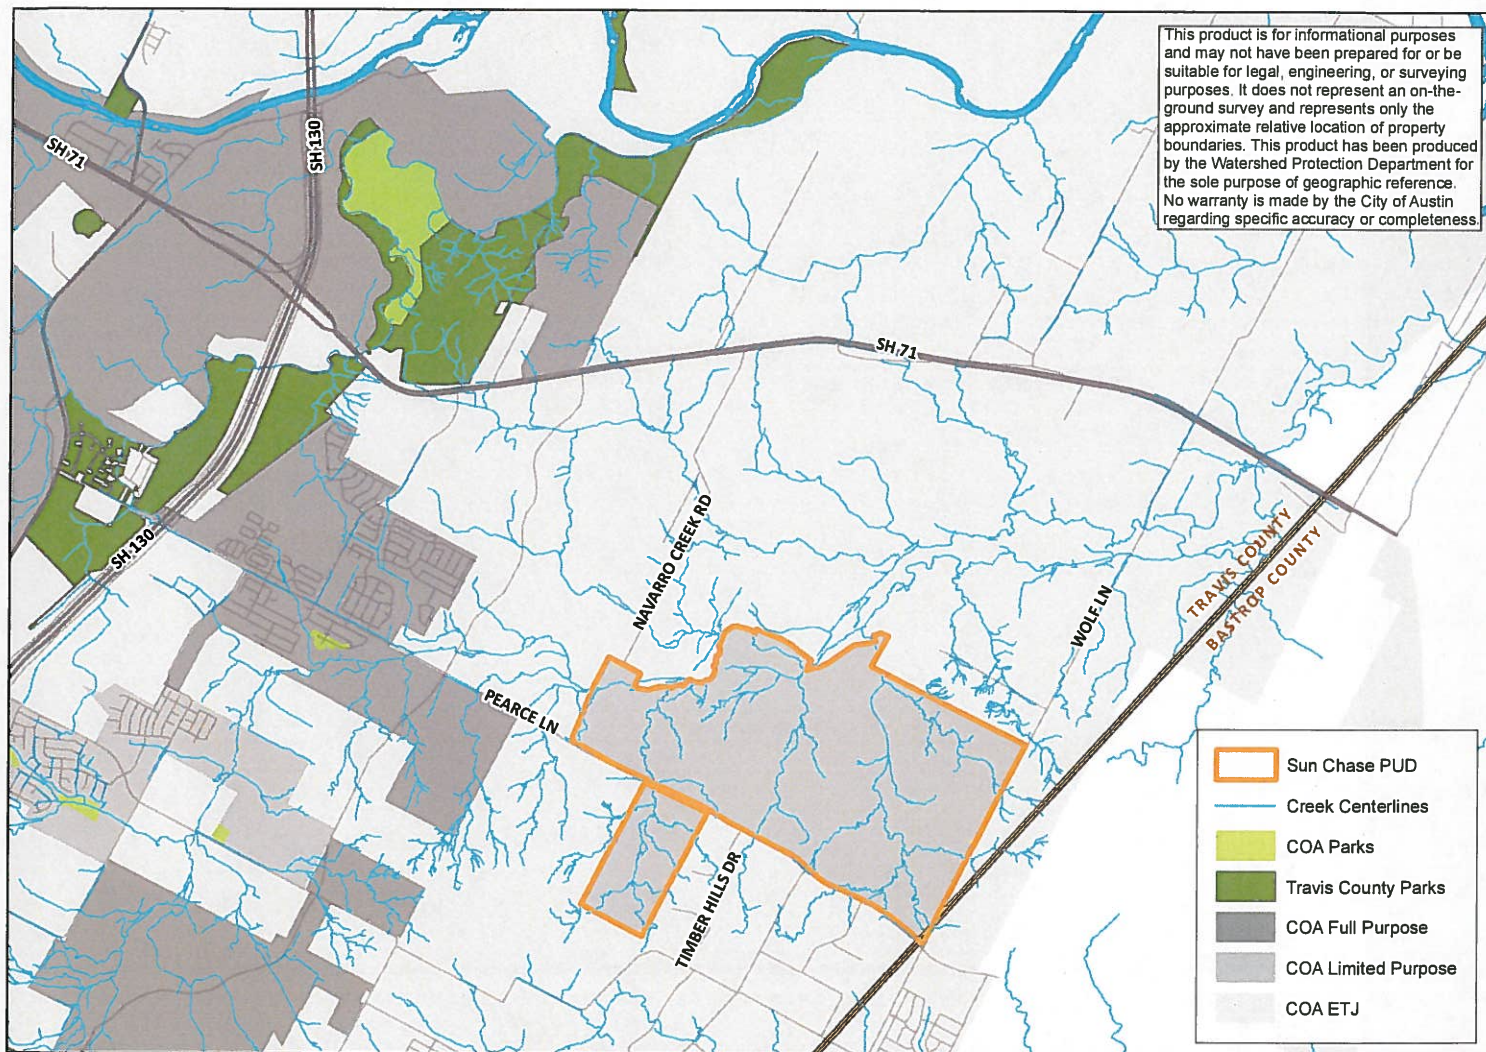 This product is for informational purposes
and may not have been prepared for or be
suitable for legal, engineering, or surveying
purposes. It does not represent an on-the-
ground survey and represents only the
approximate relative location of property
boundaries. This product has been produced
by the Watershed Protection Department for
the sole purpose of geographic reference.
No warranty is made by the City of Austin
regarding specific accuracy or completeness.
SH 71
SH 130
SH 71
SH 130
NAVARRO CREEK RD
TRAVIS COUNTY
BASTROP COUNTY
WOLF LN
PEARCE LN
TIMBER HILLS DR
Sun Chase PUD
Creek Centerlines
COA Parks
Travis County Parks
COA Full Purpose
COA Limited Purpose
COA ETJ